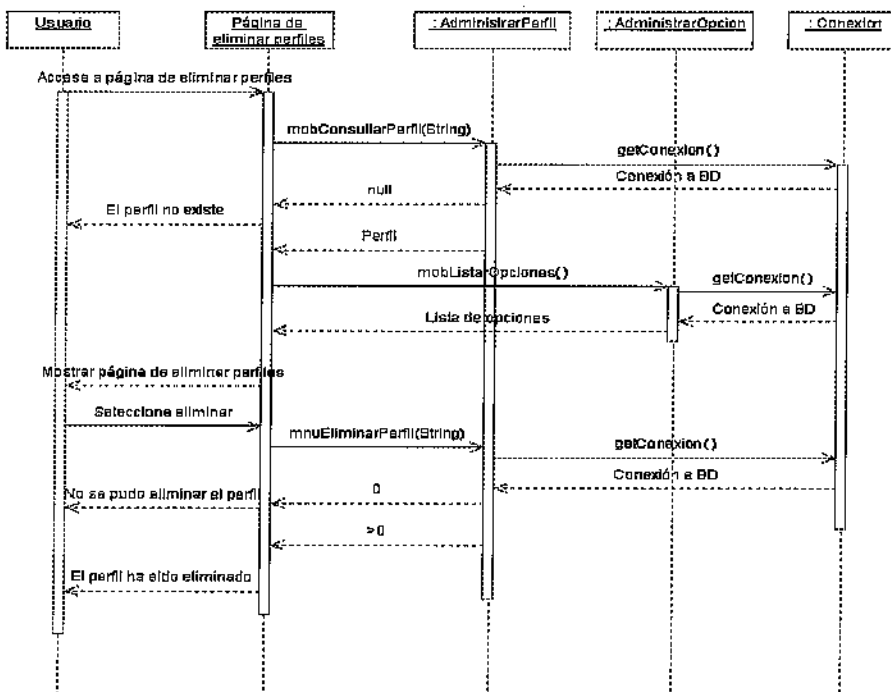 Usuario
Página de
eliminar perfiles
: AdministrarPerfil
: AdministrarOpcion
: Conexion
Accese a página de eliminar perfiles
mobConsultarPerfil(String)
getConexion()
Conexión a BD
null
El perfil no existe
Perfil
mobListarOpciones()
getConexion()
Conexión a BD
Lista de opciones
Mostrar página de eliminar perfiles
Seleccione eliminar
mnuEliminarPerfil(String)
getConexion()
Conexión a BD
0
No se pudo eliminar el perfil
>0
El perfil ha sido eliminado